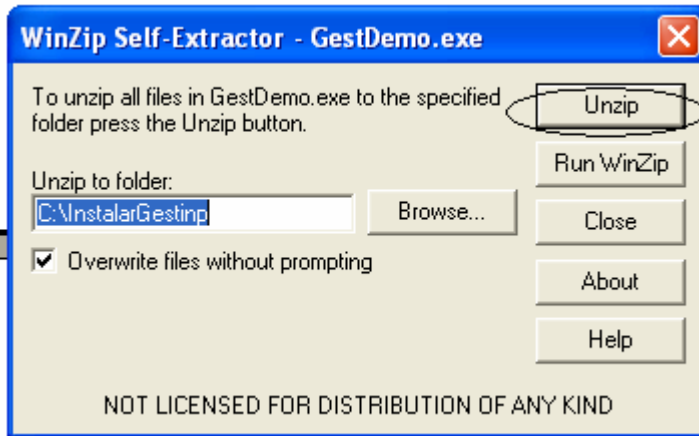 WinZip Self-Extractor - GestDemo.exe
To unzip all files in GestDemo.exe to the specified
folder press the Unzip button.
Unzip to folder:
C:\InstalarGestinp
Browse...
Overwrite files without prompting
Unzip
Run WinZip
Close
About
Help
NOT LICENSED FOR DISTRIBUTION OF ANY KIND